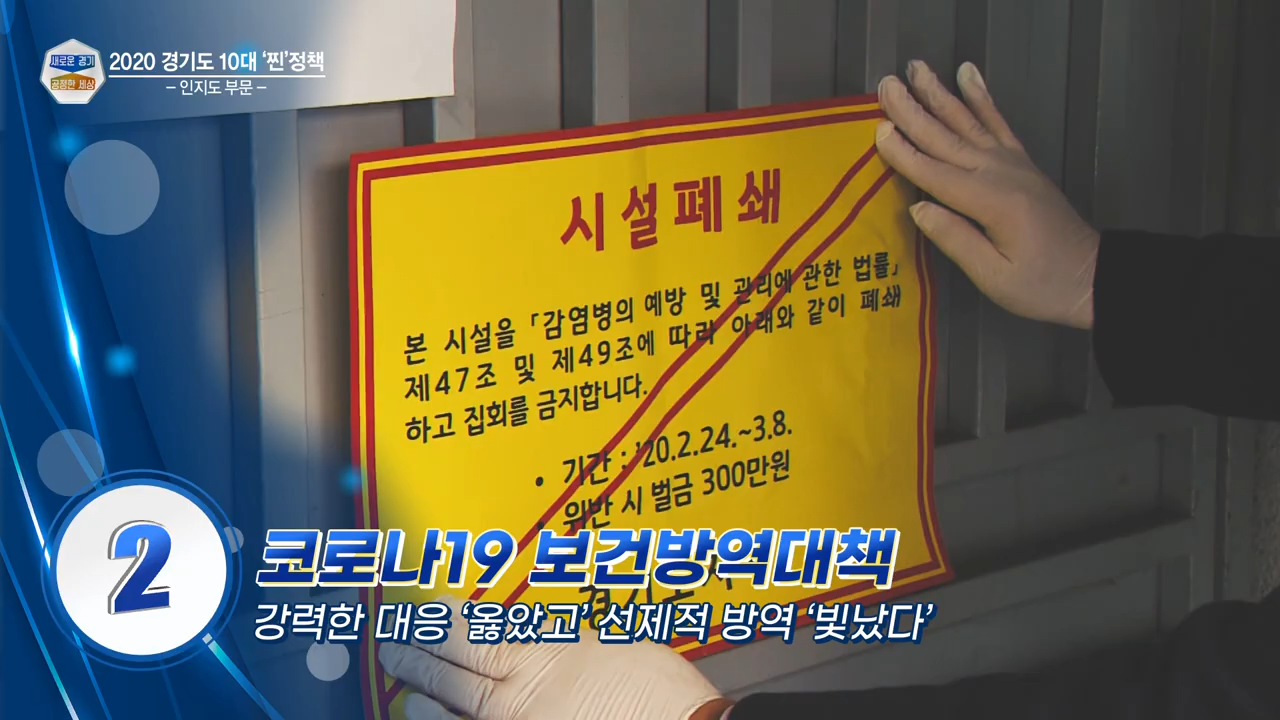 새로운 경기
공정한 세상
2020 경기도 10대 ‘찐’정책
– 인지도 부문 –
시설폐쇄
본 시설을 「감염병의 예방 및 관리에 관한 법률」
제47조 및 제49조에 따라 아래와 같이 폐쇄
하고 집회를 금지합니다.
• 기간 : '20.2.24.~3.8.
• 위반 시 벌금 300만원
2
코로나19 보건방역대책
강력한 대응 ‘옳았고’ 선제적 방역 ‘빛났다’